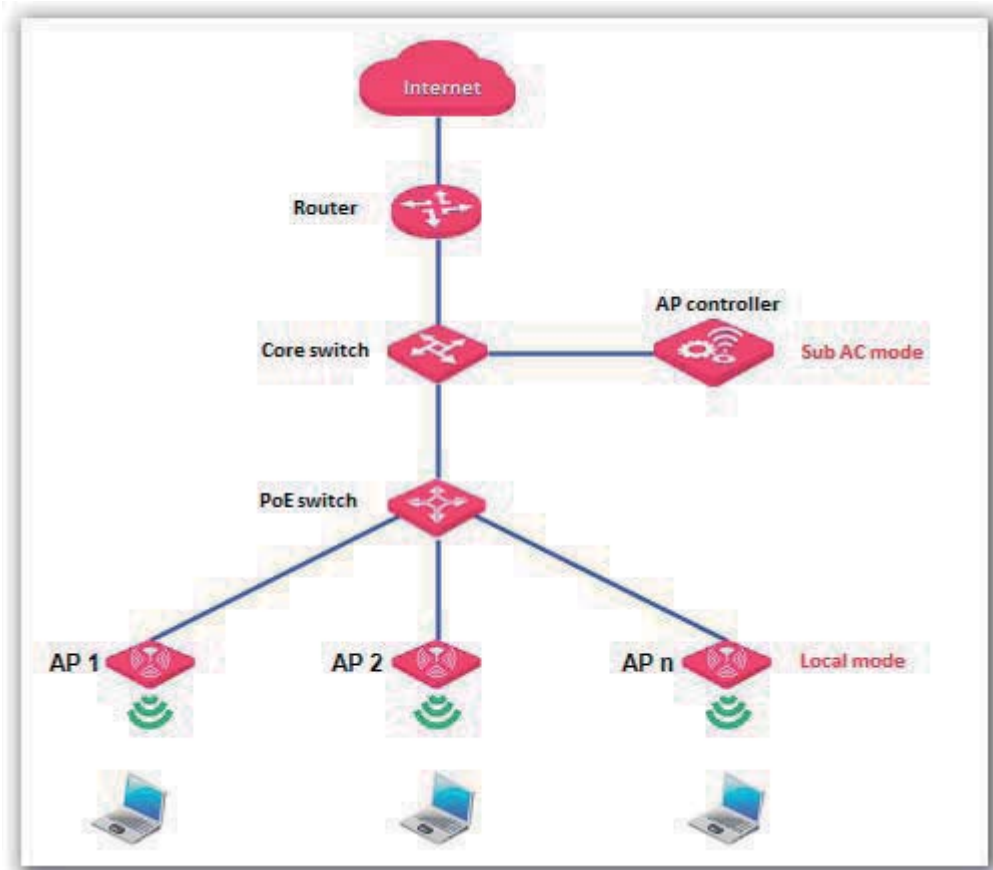 Internet
Router
AP controller
Core switch
Sub AC mode
PoE switch
AP 1
AP 2
AP n
Local mode